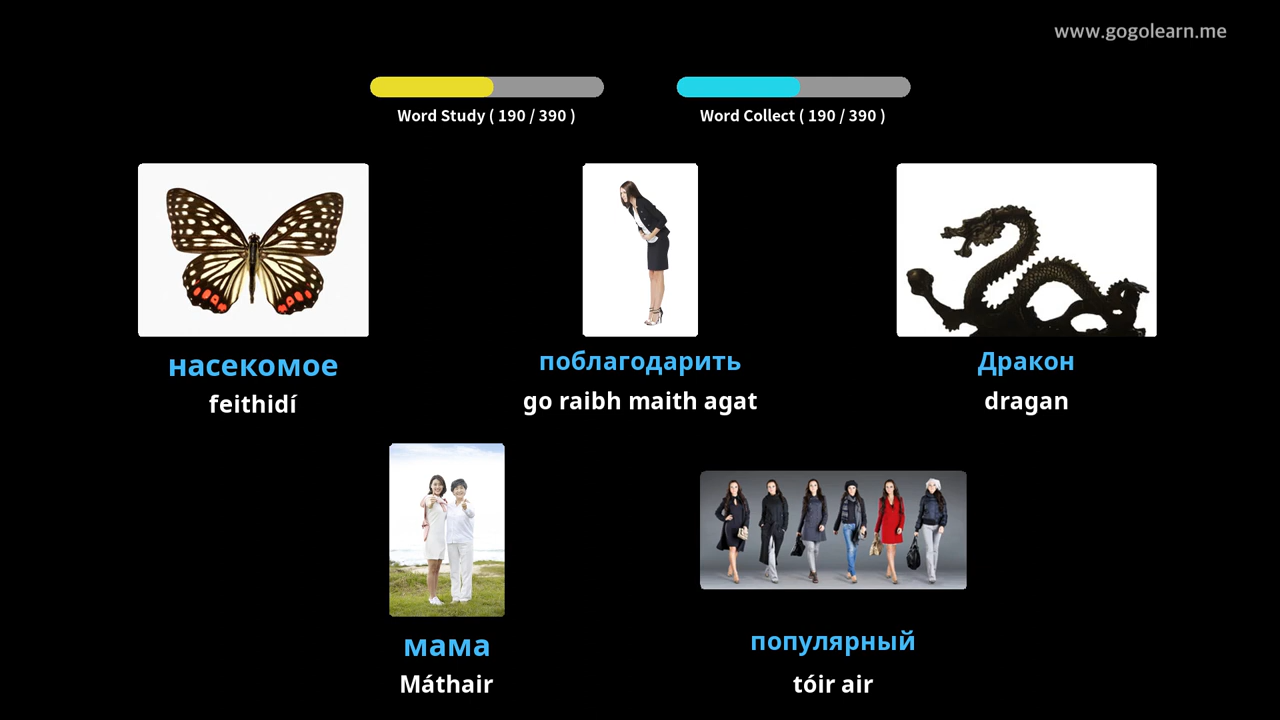 www.gogolearn.me
Word Study ( 190 / 390 )
Word Collect ( 190 / 390 )
насекомое
feithidí
поблагодарить
go raibh maith agat
Дракон
dragan
мама
Máthair
популярный
tóir air